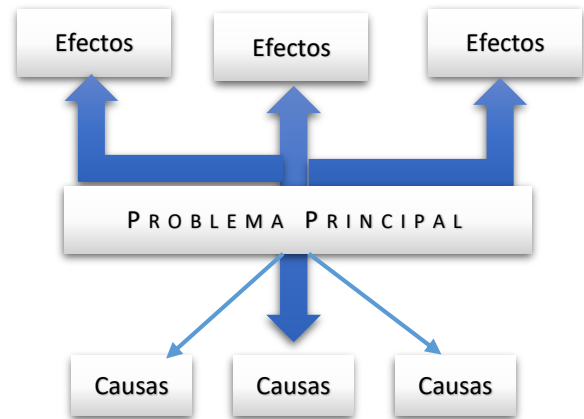 Efectos
Efectos
Efectos
PROBLEMA PRINCIPAL
Causas
Causas
Causas